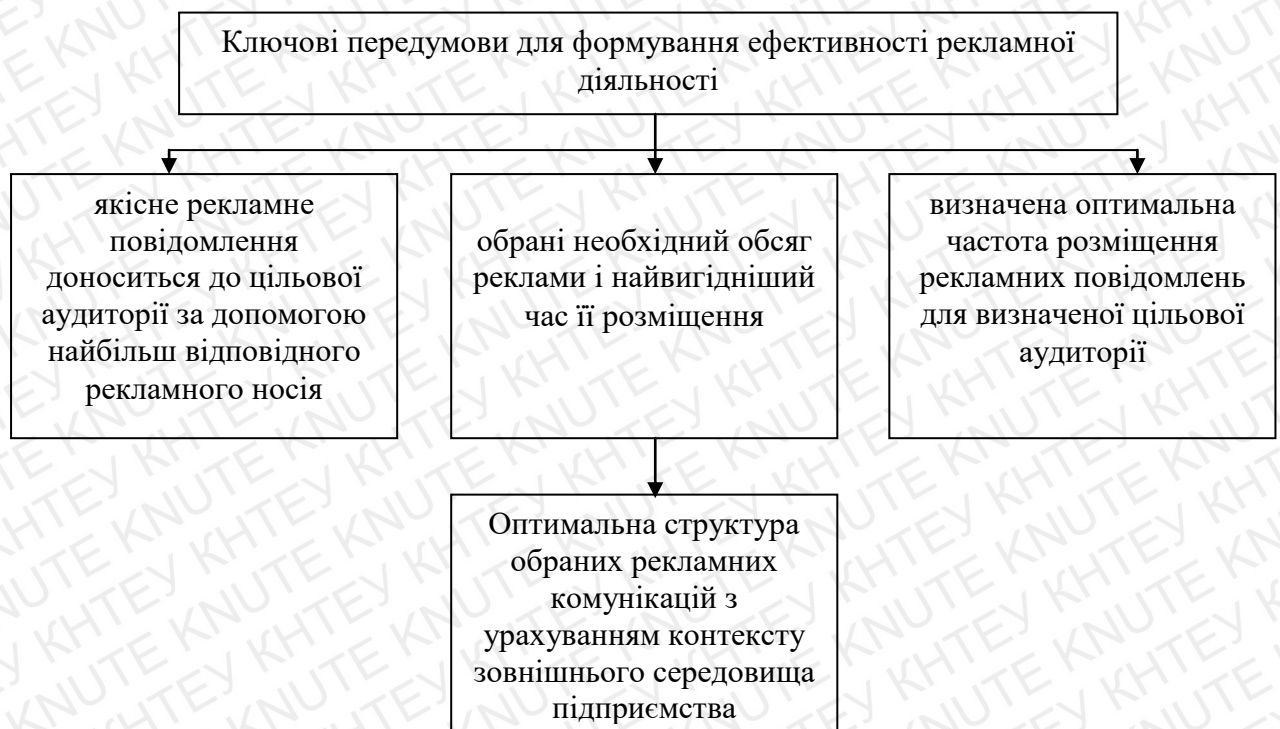 Ключові передумови для формування ефективності рекламної
діяльності
якісне рекламне
повідомлення
доноситься до цільової
аудиторії за допомогою
найбільш відповідного
рекламного носія
обрані необхідний обсяг
реклами і найвигідніший
час її розміщення
визначена оптимальна
частота розміщення
рекламних повідомлень
для визначеної цільової
аудиторії
Оптимальна структура
обраних рекламних
комунікацій з
урахуванням контексту
зовнішнього середовища
підприємства